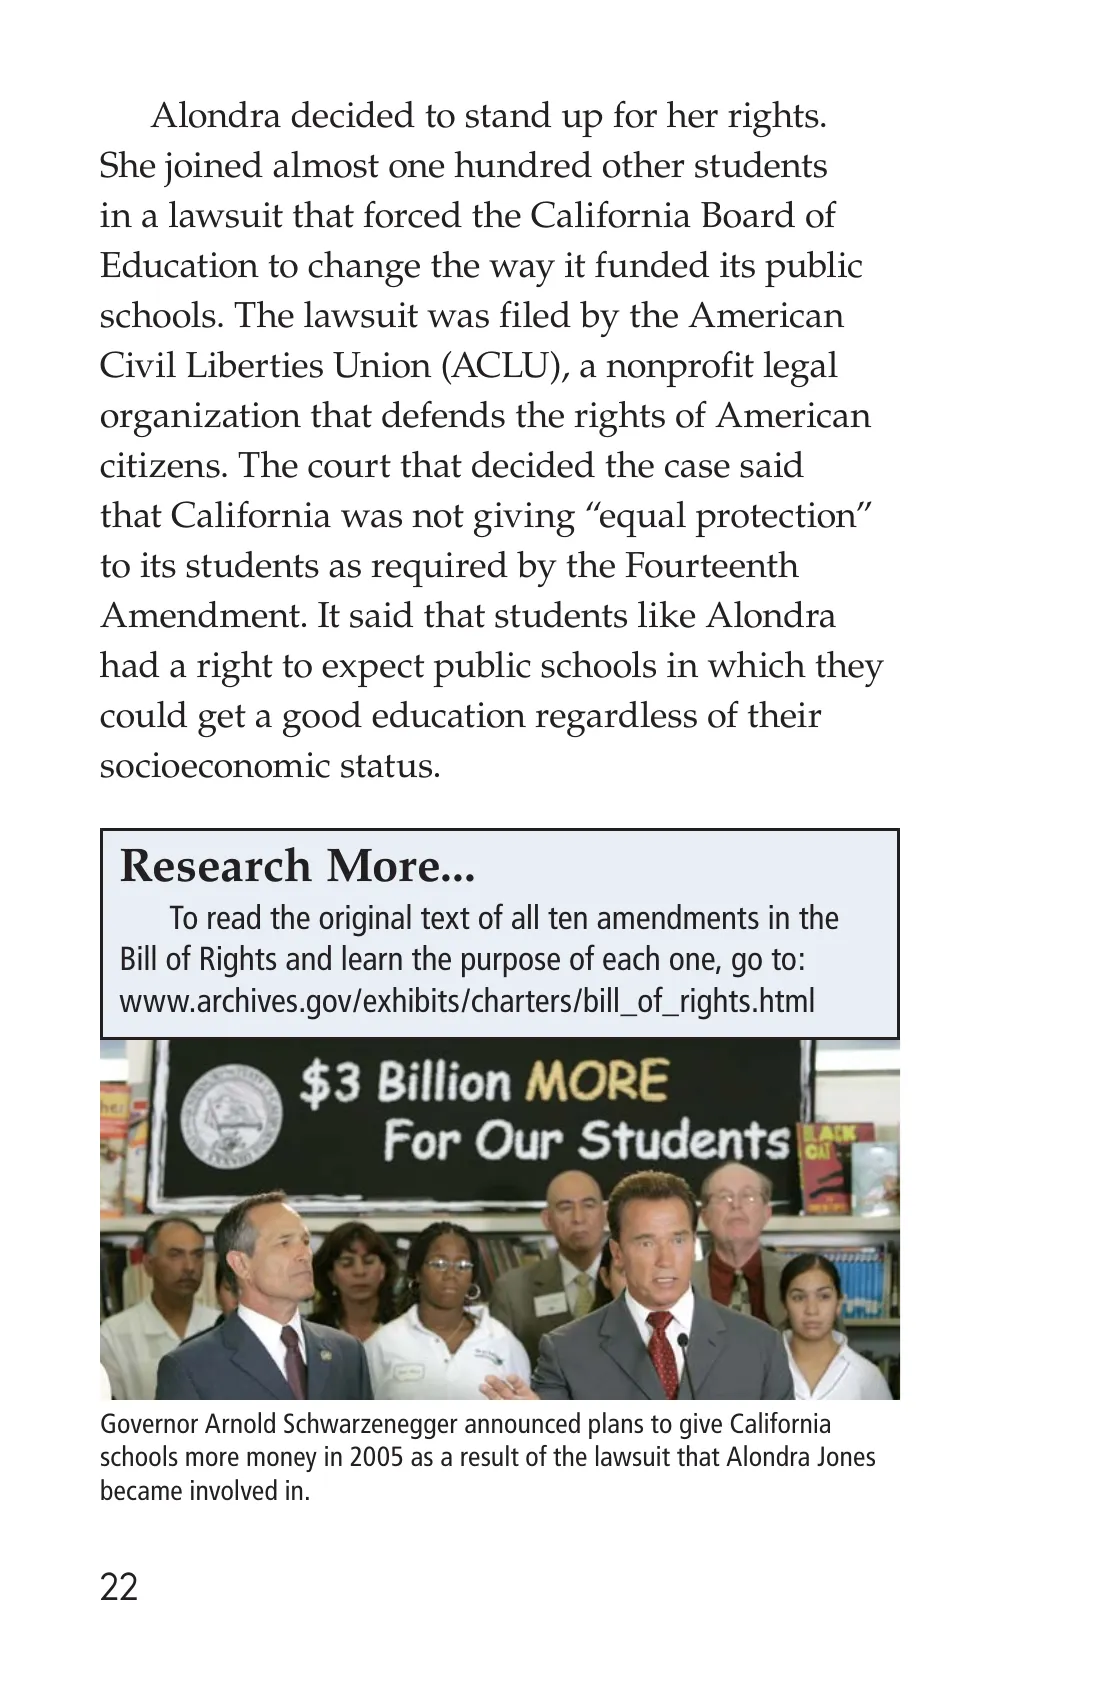 Alondra decided to stand up for her rights.
She joined almost one hundred other students
in a lawsuit that forced the California Board of
Education to change the way it funded its public
schools. The lawsuit was filed by the American
Civil Liberties Union (ACLU), a nonprofit legal
organization that defends the rights of American
citizens. The court that decided the case said
that California was not giving “equal protection”
to its students as required by the Fourteenth
Amendment. It said that students like Alondra
had a right to expect public schools in which they
could get a good education regardless of their
socioeconomic status.
Research More...
To read the original text of all ten amendments in the
Bill of Rights and learn the purpose of each one, go to:
www.archives.gov/exhibits/charters/bill_of_rights.html
$3 Billion MORE
For Our Students
BLACK
CAT
Governor Arnold Schwarzenegger announced plans to give California
schools more money in 2005 as a result of the lawsuit that Alondra Jones
became involved in.
22